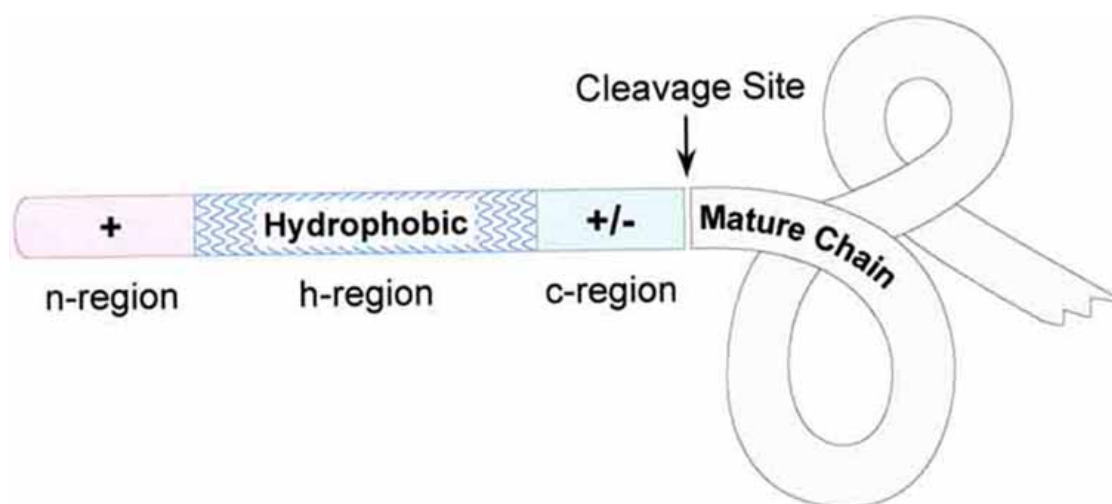 Cleavage Site
+
Hydrophobic
+/-
Mature Chain
n-region
h-region
c-region